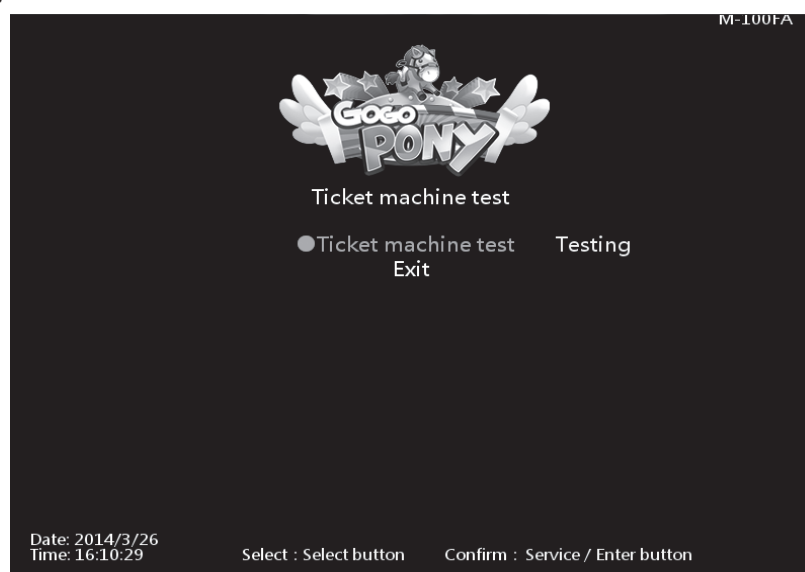 M-100FA
GOGO
PONY
Ticket machine test
Ticket machine test Testing
Exit
Date: 2014/3/26
Time: 16:10:29
Select : Select button Confirm : Service / Enter button